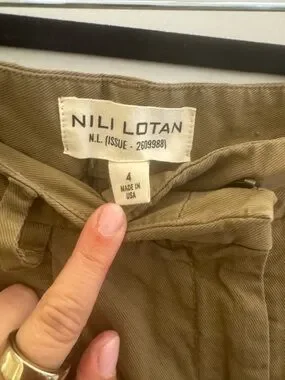 NILI LOTAN
N.L. (ISSUE - 2609988)
4
MADE IN
USA